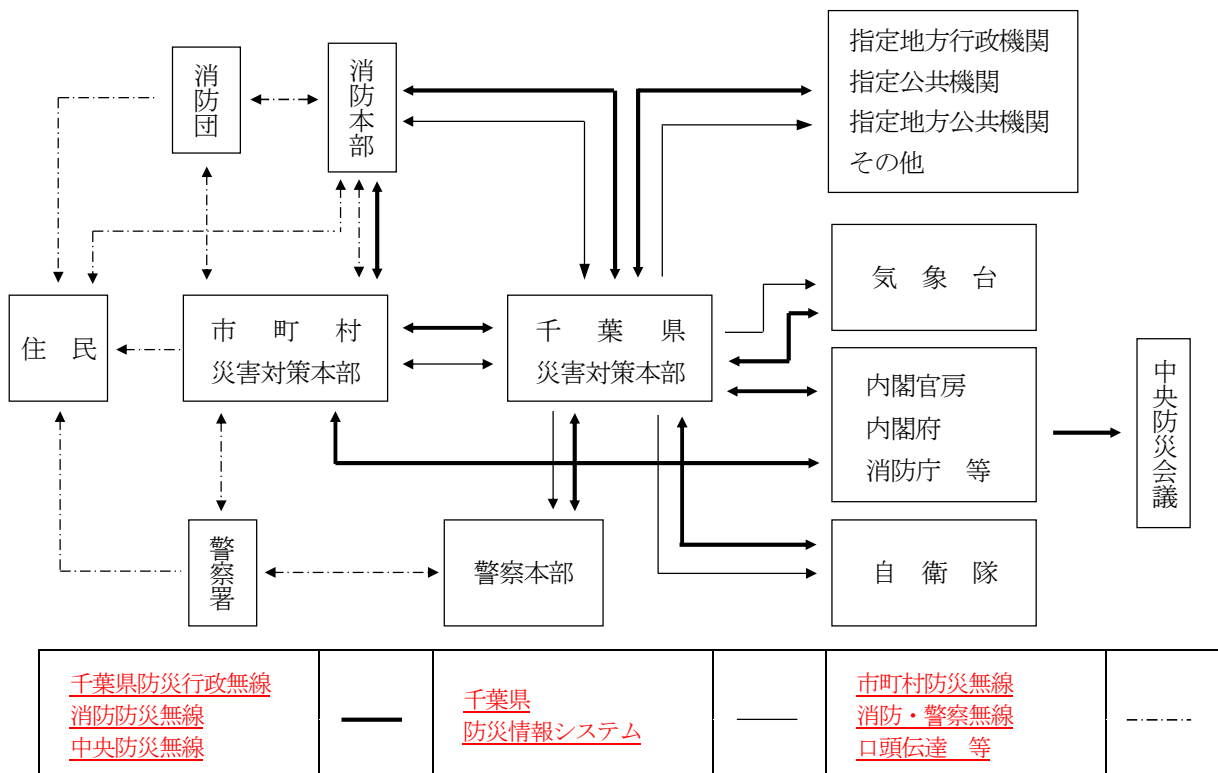 指定地方行政機関
指定公共機関
指定地方公共機関
その他
消防団
消防本部
気　象　台
住　民
市　町　村
災害対策本部
千　葉　県
災害対策本部
内閣官房
内閣府
消防庁　等
中央防災会議
警察署
警察本部
自　衛　隊
千葉県防災行政無線
消防防災無線
中央防災無線
千葉県
防災情報システム
市町村防災無線
消防・警察無線
口頭伝達　等